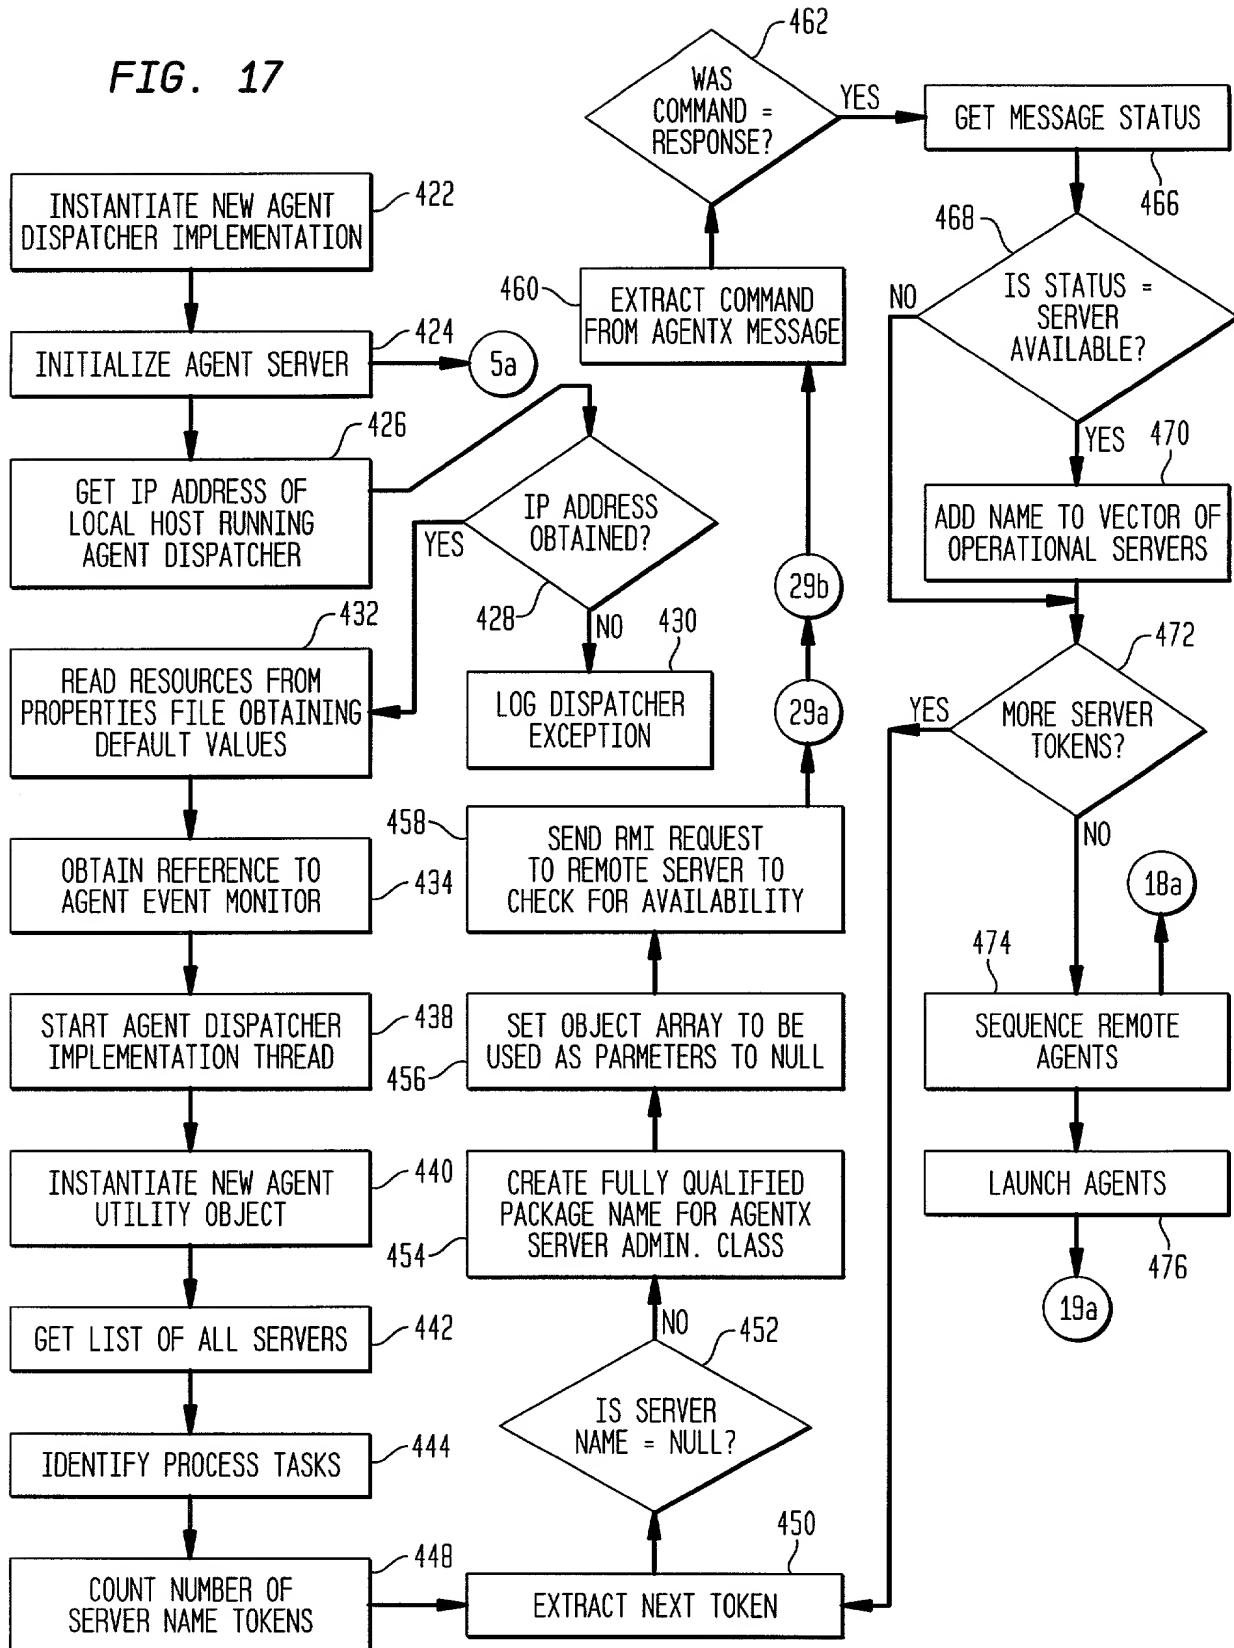 FIG. 17
INSTANTIATE NEW AGENT
DISPATCHER IMPLEMENTATION
422
INITIALIZE AGENT SERVER
424
5a
GET IP ADDRESS OF
LOCAL HOST RUNNING
AGENT DISPATCHER
426
IP ADDRESS
OBTAINED?
428
YES
NO
LOG DISPATCHER
EXCEPTION
430
READ RESOURCES FROM
PROPERTIES FILE OBTAINING
DEFAULT VALUES
432
OBTAIN REFERENCE TO
AGENT EVENT MONITOR
434
START AGENT DISPATCHER
IMPLEMENTATION THREAD
438
INSTANTIATE NEW AGENT
UTILITY OBJECT
440
GET LIST OF ALL SERVERS
442
IDENTIFY PROCESS TASKS
444
COUNT NUMBER OF
SERVER NAME TOKENS
448
EXTRACT NEXT TOKEN
450
IS SERVER
NAME = NULL?
452
NO
CREATE FULLY QUALIFIED
PACKAGE NAME FOR AGENTX
SERVER ADMIN. CLASS
454
SET OBJECT ARRAY TO BE
USED AS PARMETERS TO NULL
456
SEND RMI REQUEST
TO REMOTE SERVER TO
CHECK FOR AVAILABILITY
458
29a
29b
EXTRACT COMMAND
FROM AGENTX MESSAGE
460
WAS
COMMAND =
RESPONSE?
462
YES
GET MESSAGE STATUS
466
IS STATUS =
SERVER
AVAILABLE?
468
NO
YES
ADD NAME TO VECTOR OF
OPERATIONAL SERVERS
470
MORE SERVER
TOKENS?
472
YES
NO
18a
SEQUENCE REMOTE
AGENTS
474
LAUNCH AGENTS
476
19a